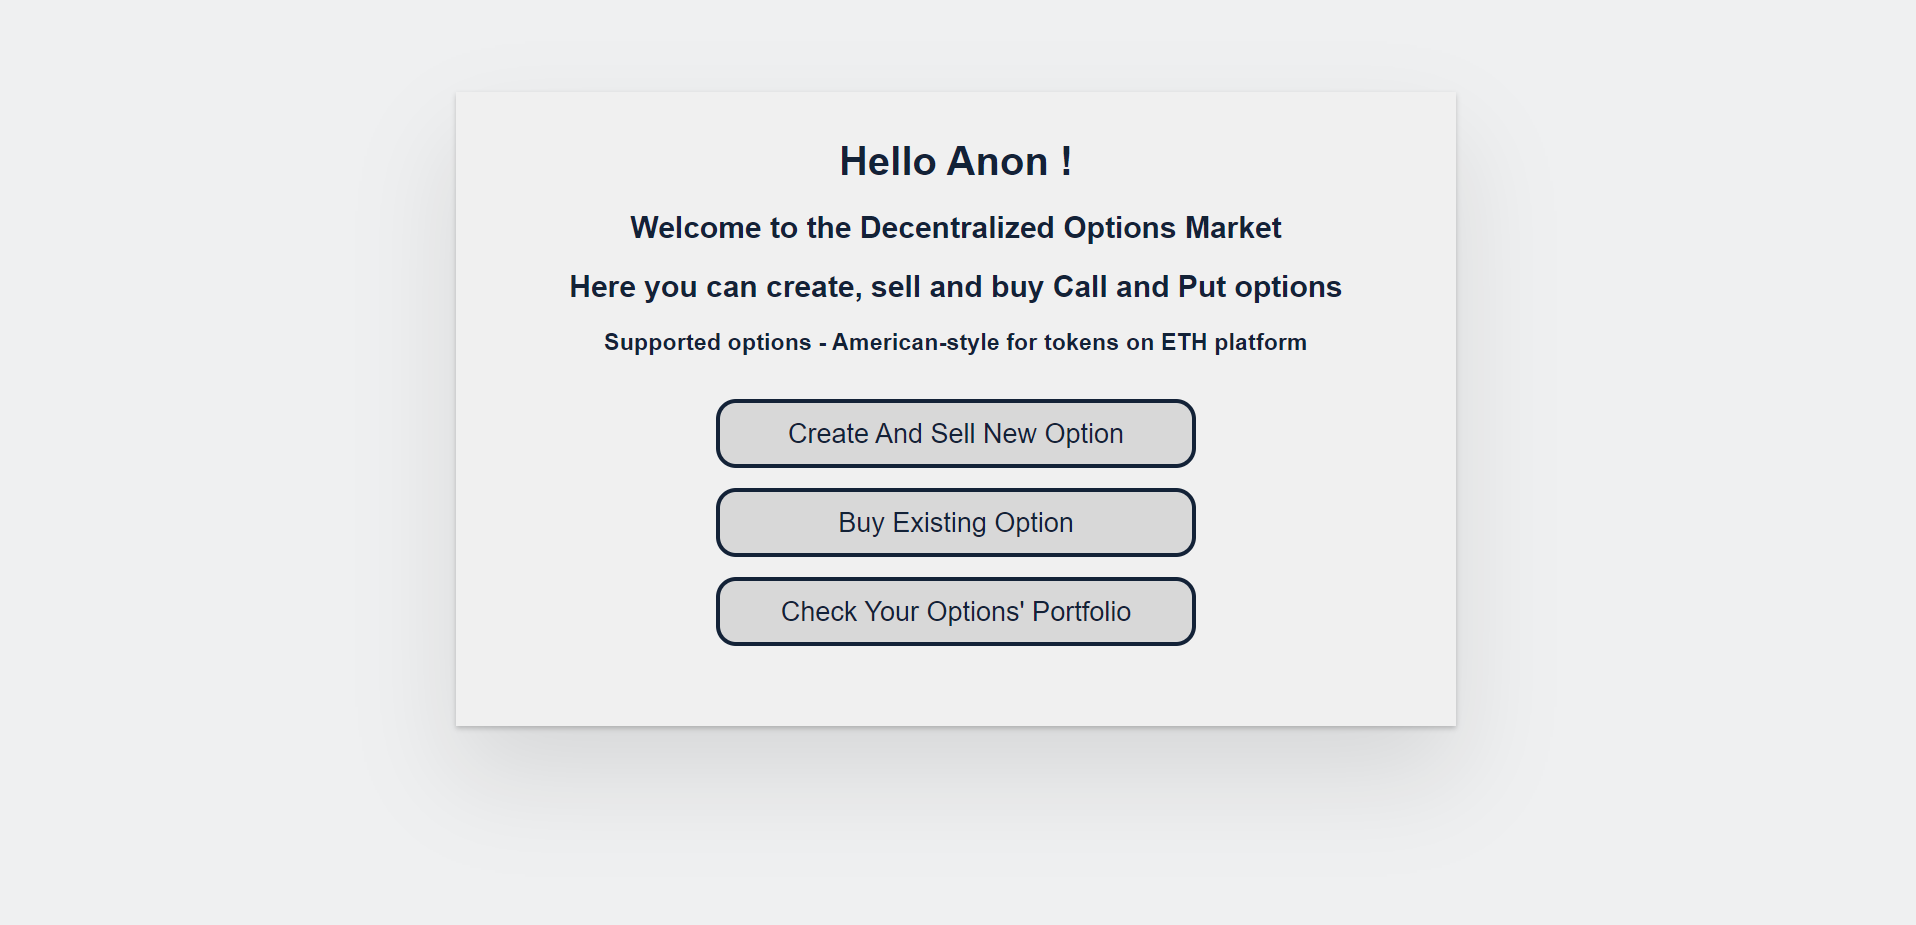 Hello Anon !
Welcome to the Decentralized Options Market
Here you can create, sell and buy Call and Put options
Supported options - American-style for tokens on ETH platform
Create And Sell New Option
Buy Existing Option
Check Your Options' Portfolio